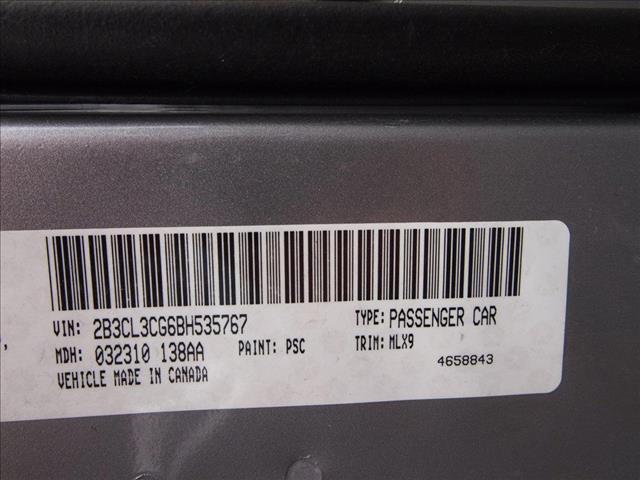 VIN: 2B3CL3CG6BH535767 TYPE: PASSENGER CAR
MDH: 032310 138AA PAINT: PSC TRIM: MLX9
VEHICLE MADE IN CANADA 4658843